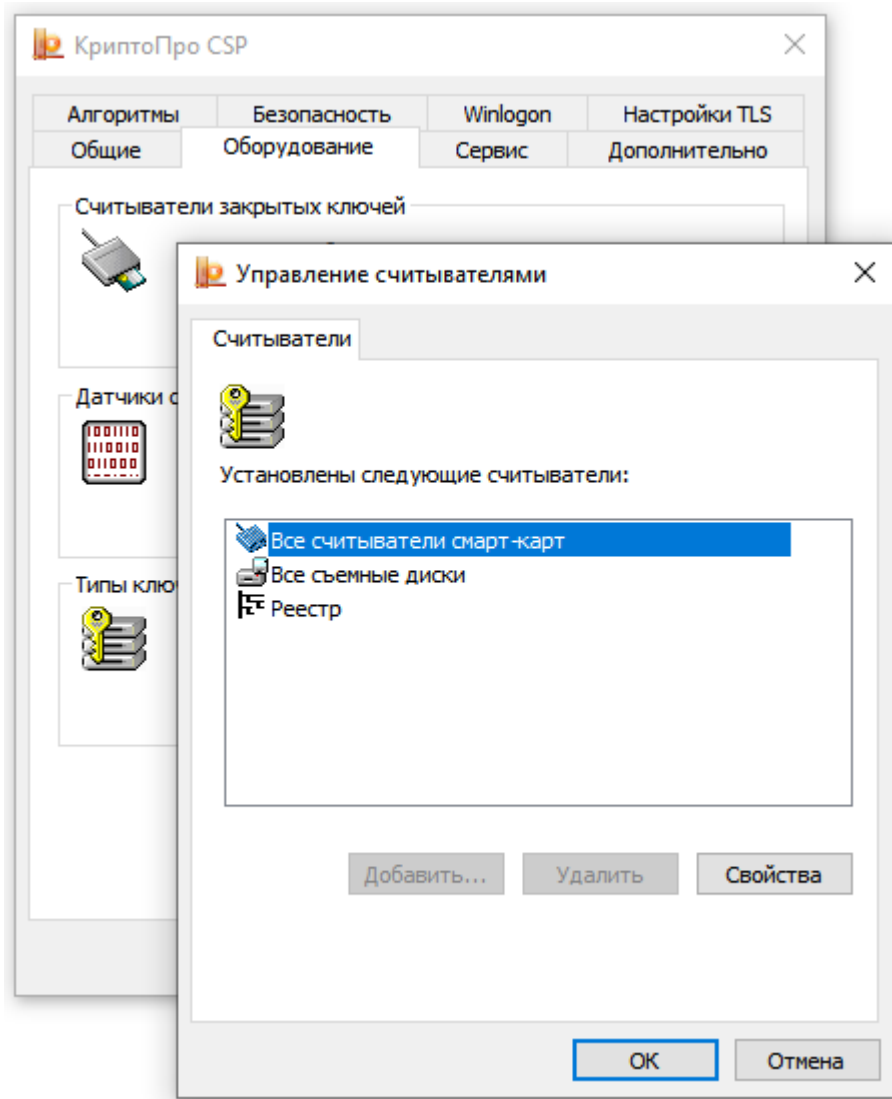 КриптоПро CSP
Алгоритмы Безопасность Winlogon Настройки TLS
Общие Оборудование Сервис Дополнительно
Считыватели закрытых ключей
Управление считывателями
Считыватели
Датчики
Установлены следующие считыватели:
Все считыватели смарт-карт
Все съемные диски
Типы
Реестр
Добавить... Удалить Свойства
OK Отмена